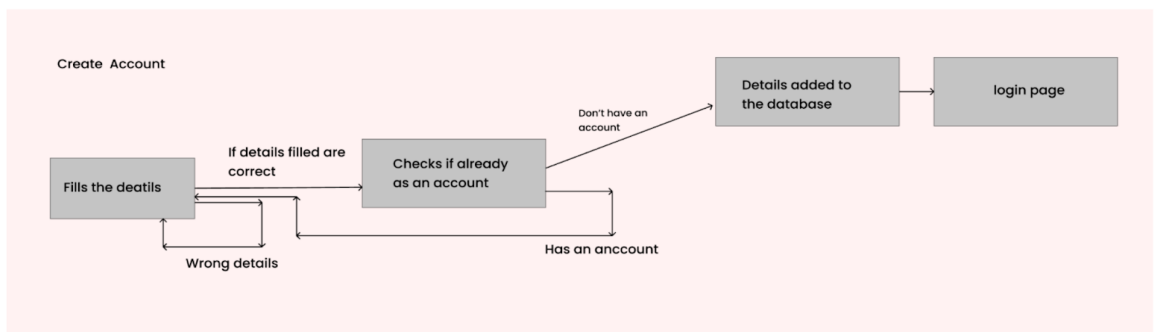 Create Account
Fills the deatils
If details filled are
correct
Wrong details
Checks if already
as an account
Don't have an
account
Has an anccount
Details added to
the database
login page